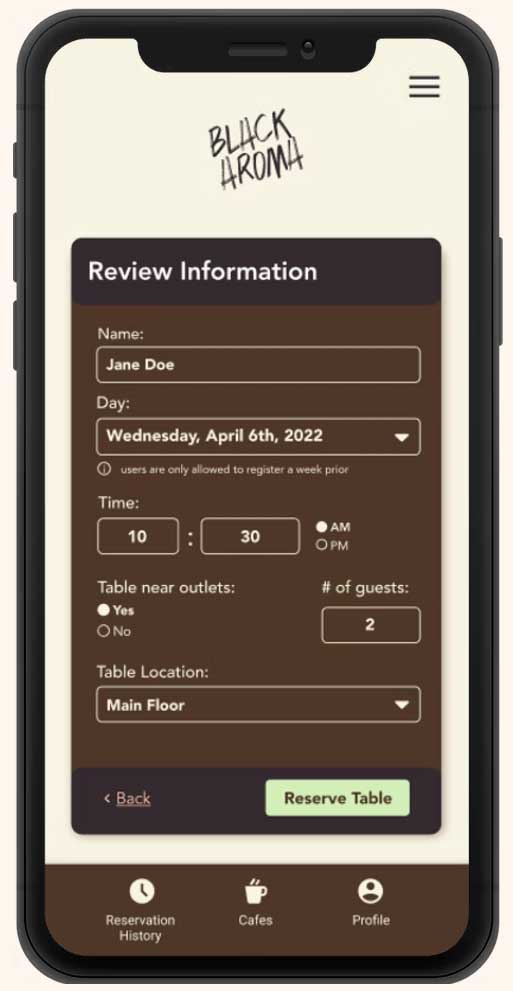 BLACK
AROMA
Review Information
Name:
Jane Doe
Day:
Wednesday, April 6th, 2022
users are only allowed to register a week prior
Time:
10 : 30
AM
PM
Table near outlets:
Yes
No
# of guests:
2
Table Location:
Main Floor
‹ Back
Reserve Table
Reservation
History
Cafes
Profile